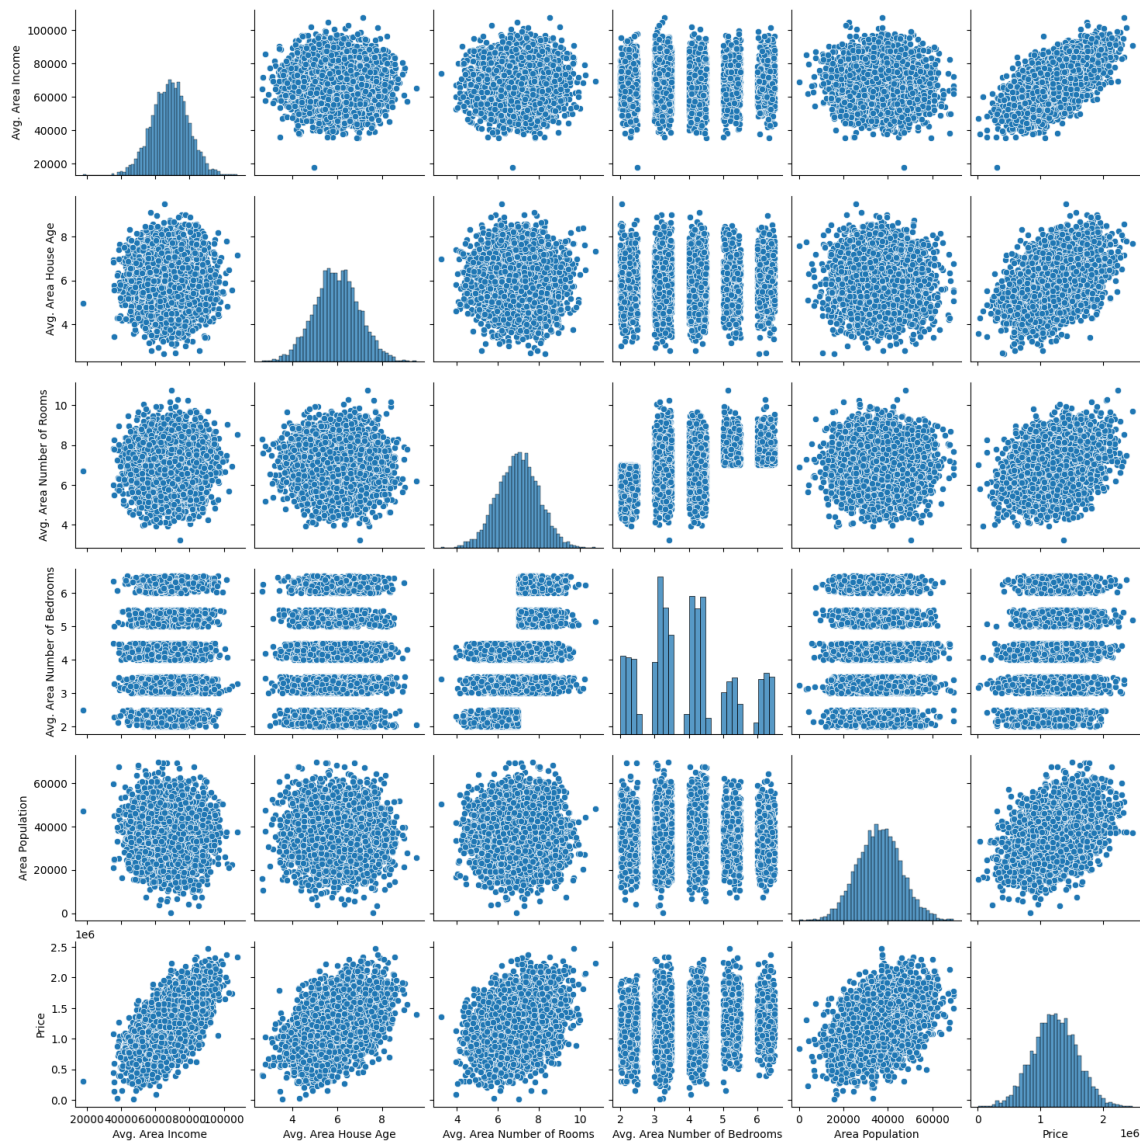 100000
80000
60000
40000
20000
Avg. Area Income
8
6
4
Avg. Area House Age
10
8
6
4
Avg. Area Number of Rooms
6
5
4
3
2
Avg. Area Number of Bedrooms
60000
40000
20000
0
Area Population
1e6
2.5
2.0
1.5
1.0
0.5
0.0
Price
20000 40000 60000 80000 100000
Avg. Area Income
4 6 8
Avg. Area House Age
4 6 8 10
Avg. Area Number of Rooms
2 3 4 5 6
Avg. Area Number of Bedrooms
0 20000 40000 60000
Area Population
0 1 2
Price
1e6